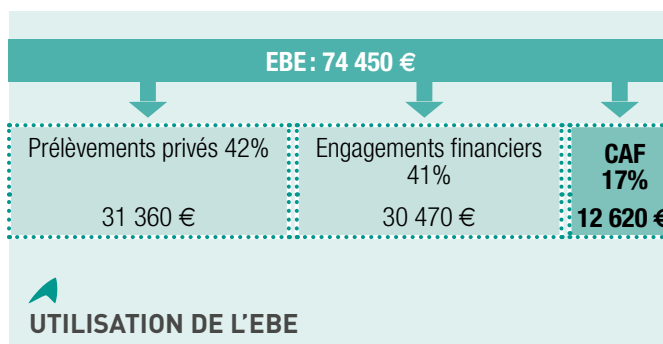 EBE : 74 450 €
Prélèvements privés 42%
31 360 €
Engagements financiers
41%
30 470 €
CAF
17%
12 620 €
UTILISATION DE L’EBE